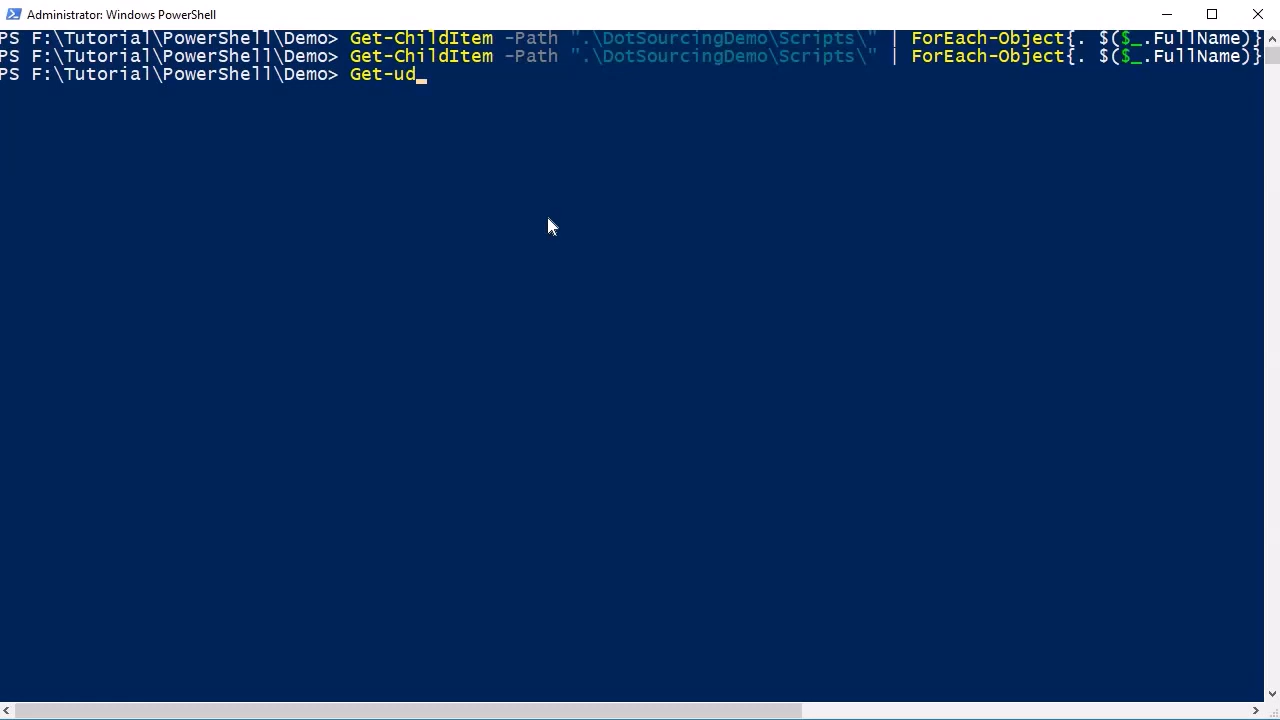 Administrator: Windows PowerShell
PS F:\Tutorial\PowerShell\Demo> Get-ChildItem -Path ".\DotSourcingDemo\Scripts\" | ForEach-Object{. $($_.FullName)}
PS F:\Tutorial\PowerShell\Demo> Get-ChildItem -Path ".\DotSourcingDemo\Scripts\" | ForEach-Object{. $($_.FullName)}
PS F:\Tutorial\PowerShell\Demo> Get-ud